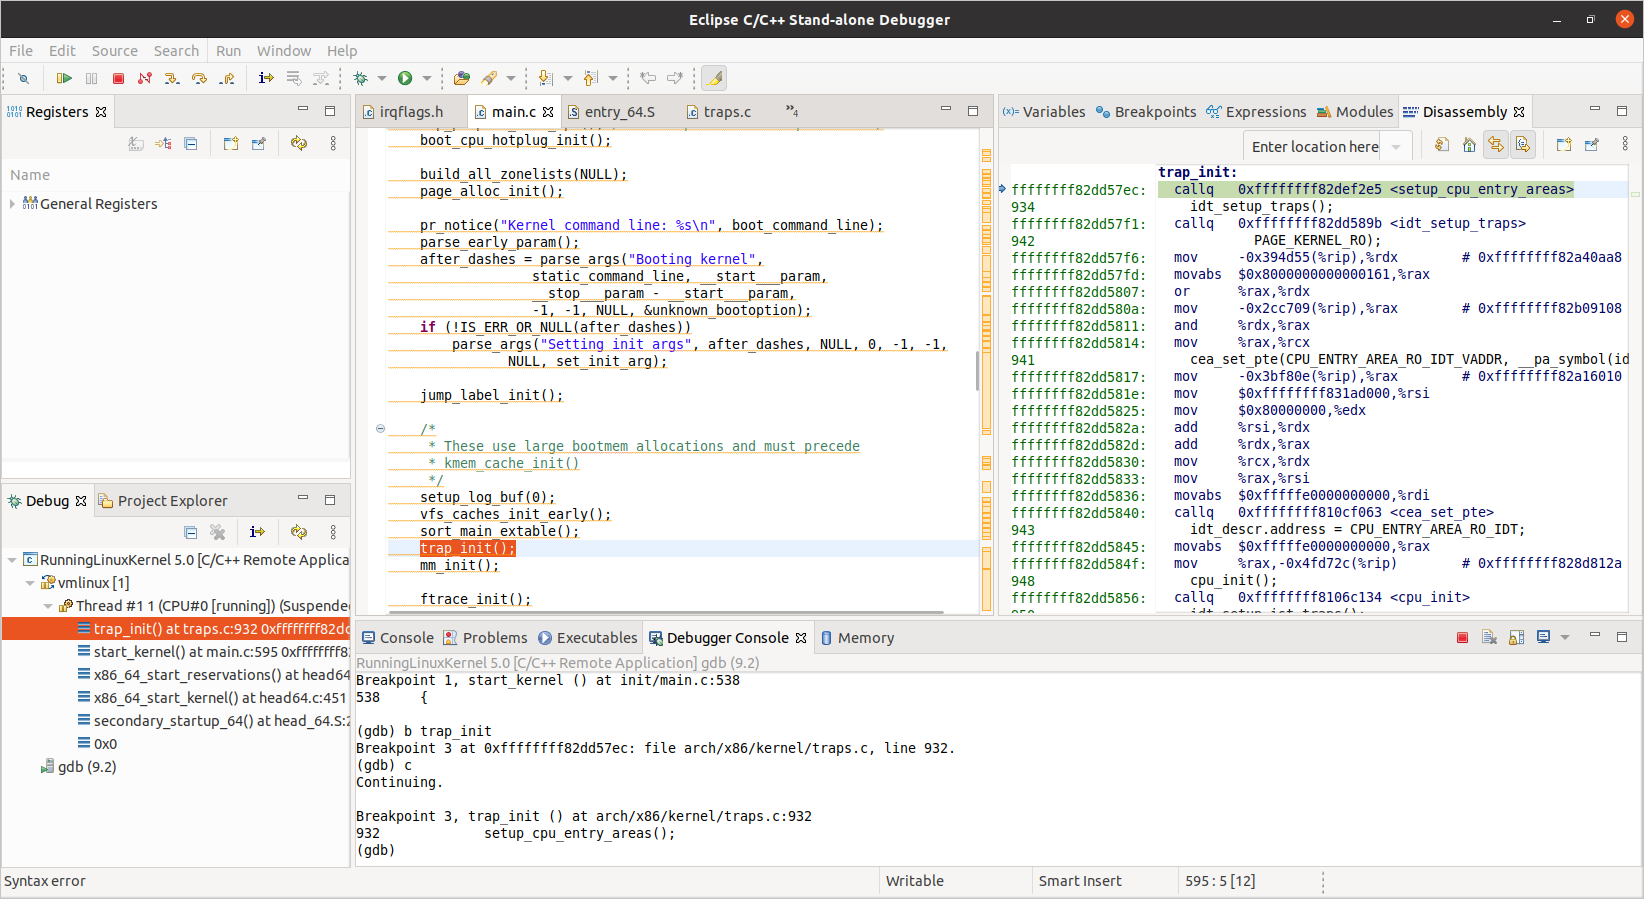 Eclipse C/C++ Stand-alone Debugger
File Edit Source Search Run Window Help
Registers
Name
General Registers
Debug Project Explorer
RunningLinuxKernel 5.0 [C/C++ Remote Applica
vmlinux [1]
Thread #1 1 (CPU#0 [running]) (Suspende
trap_init() at traps.c:932 0xffffffff82dc
start_kernel() at main.c:595 0xffffffff8
x86_64_start_reservations() at head64
x86_64_start_kernel() at head64.c:451
secondary_startup_64() at head_64.S:2
0x0
gdb (9.2)
irqflags.h main.c entry_64.S traps.c »4
boot_cpu_hotplug_init();
build_all_zonelists(NULL);
page_alloc_init();
pr_notice("Kernel command line: %s\n", boot_command_line);
parse_early_param();
after_dashes = parse_args("Booting kernel",
static_command_line, __start___param,
__stop___param - __start___param,
-1, -1, NULL, &unknown_bootoption);
if (!IS_ERR_OR_NULL(after_dashes))
parse_args("Setting init args", after_dashes, NULL, 0, -1, -1,
NULL, set_init_arg);
jump_label_init();
/*
* These use large bootmem allocations and must precede
* kmem_cache_init()
*/
setup_log_buf(0);
vfs_caches_init_early();
sort_main_extable();
trap_init();
mm_init();
ftrace_init();
(x)= Variables Breakpoints Expressions Modules Disassembly
Enter location here
trap_init:
ffffffff82dd57ec: callq 0xffffffff82def2e5 <setup_cpu_entry_areas>
934 idt_setup_traps();
ffffffff82dd57f1: callq 0xffffffff82dd589b <idt_setup_traps>
942 PAGE_KERNEL_RO);
ffffffff82dd57f6: mov -0x394d55(%rip),%rdx # 0xffffffff82a40aa8
ffffffff82dd57fd: movabs $0x8000000000000161,%rax
ffffffff82dd5807: or %rax,%rdx
ffffffff82dd580a: mov -0x2cc709(%rip),%rax # 0xffffffff82b09108
ffffffff82dd5811: and %rdx,%rax
ffffffff82dd5814: mov %rax,%rcx
941 cea_set_pte(CPU_ENTRY_AREA_RO_IDT_VADDR, __pa_symbol(id
ffffffff82dd5817: mov -0x3bf80e(%rip),%rax # 0xffffffff82a16010
ffffffff82dd581e: mov $0xffffffff831ad000,%rsi
ffffffff82dd5825: mov $0x80000000,%edx
ffffffff82dd582a: add %rsi,%rdx
ffffffff82dd582d: add %rdx,%rax
ffffffff82dd5830: mov %rcx,%rdx
ffffffff82dd5833: mov %rax,%rsi
ffffffff82dd5836: movabs $0xfffffe0000000000,%rdi
ffffffff82dd5840: callq 0xffffffff810cf063 <cea_set_pte>
943 idt_descr.address = CPU_ENTRY_AREA_RO_IDT;
ffffffff82dd5845: movabs $0xfffffe0000000000,%rax
ffffffff82dd584f: mov %rax,-0x4fd72c(%rip) # 0xffffffff828d812a
948 cpu_init();
ffffffff82dd5856: callq 0xffffffff8106c134 <cpu_init>
Console Problems Executables Debugger Console Memory
RunningLinuxKernel 5.0 [C/C++ Remote Application] gdb (9.2)
Breakpoint 1, start_kernel () at init/main.c:538
538 {
(gdb) b trap_init
Breakpoint 3 at 0xffffffff82dd57ec: file arch/x86/kernel/traps.c, line 932.
(gdb) c
Continuing.
Breakpoint 3, trap_init () at arch/x86/kernel/traps.c:932
932 setup_cpu_entry_areas();
(gdb)
Syntax error Writable Smart Insert 595 : 5 [12]